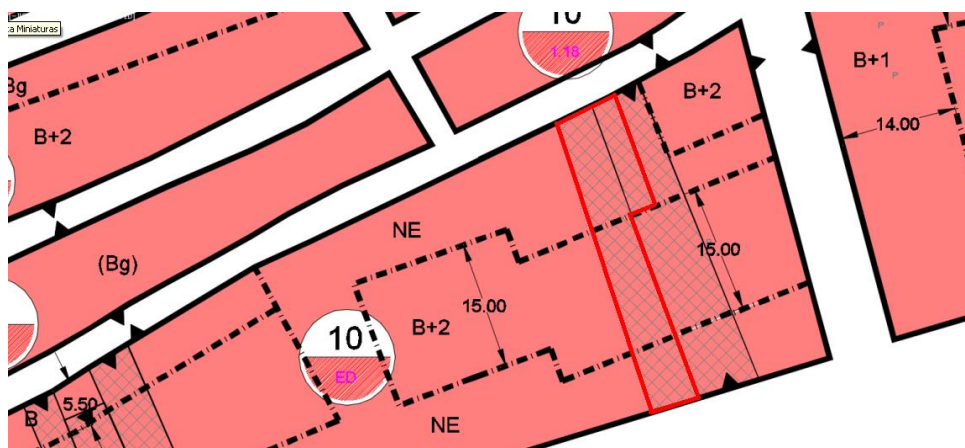 ta Miniaturas
10
1.18
P
B+1
P
Bg
B+2
B+2
14.00
NE
(Bg)
15.00
15.00
B+2
10
ED
5.50
B
NE